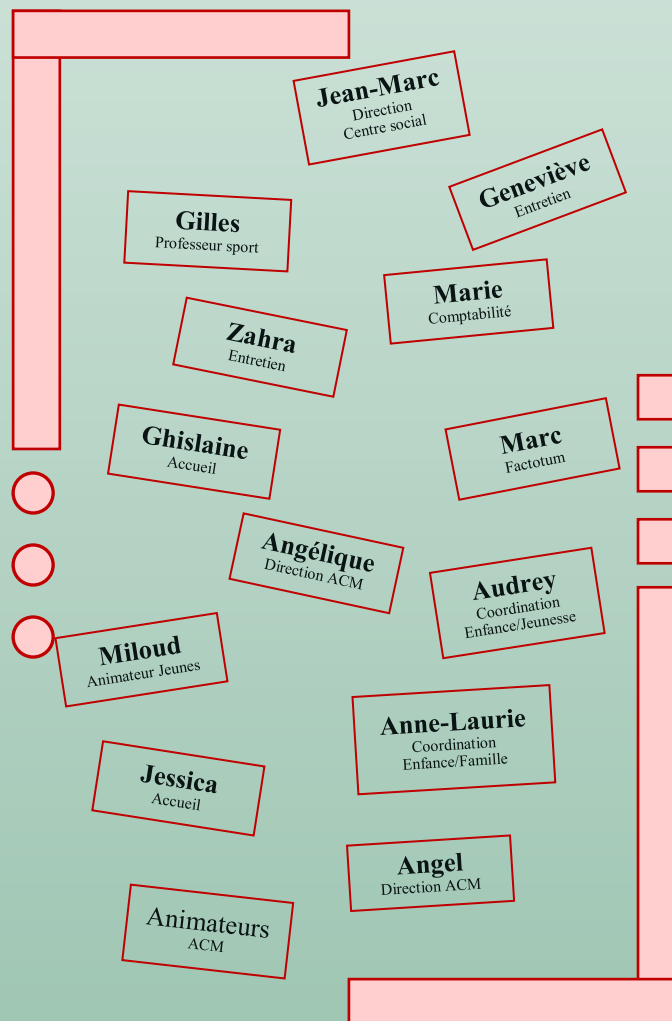 Jean-Marc
Direction
Centre social
Geneviève
Entretien
Gilles
Professeur sport
Marie
Comptabilité
Zahra
Entretien
Ghislaine
Accueil
Marc
Factotum
Angélique
Direction ACM
Audrey
Coordination
Enfance/Jeunesse
Miloud
Animateur Jeunes
Anne-Laurie
Coordination
Enfance/Famille
Jessica
Accueil
Angel
Direction ACM
Animateurs
ACM